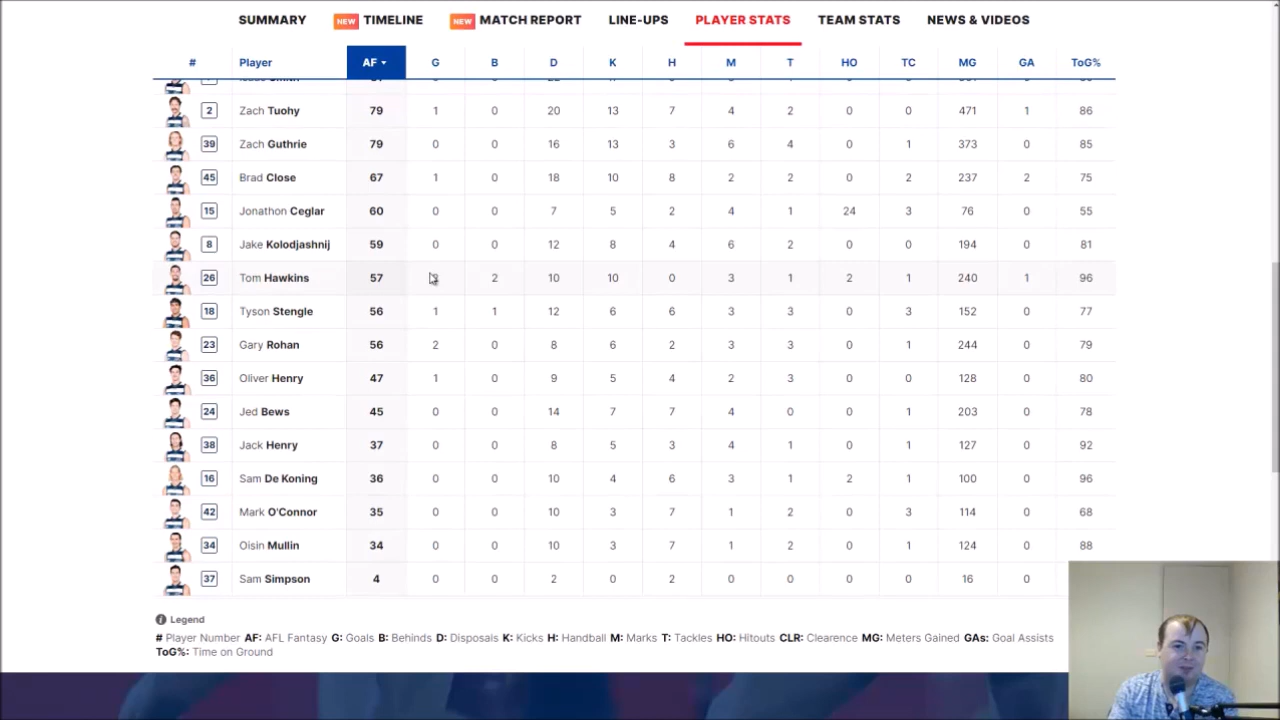 SUMMARY NEW TIMELINE NEW MATCH REPORT LINE-UPS PLAYER STATS TEAM STATS NEWS & VIDEOS
# Player AF G B D K H M T HO TC MG GA ToG%
2 Zach Tuohy 79 1 0 20 13 7 4 2 0 0 471 1 86
39 Zach Guthrie 79 0 0 16 13 3 6 4 0 1 373 0 85
45 Brad Close 67 1 0 18 10 8 2 2 0 2 237 2 75
15 Jonathon Ceglar 60 0 0 7 5 2 4 1 24 3 76 0 55
8 Jake Kolodjashnij 59 0 0 12 8 4 6 2 0 0 194 0 81
26 Tom Hawkins 57 2 10 10 0 3 1 2 1 240 1 96
18 Tyson Stengle 56 1 1 12 6 6 3 3 0 3 152 0 77
23 Gary Rohan 56 2 0 8 6 2 3 3 0 1 244 0 79
36 Oliver Henry 47 1 0 9 5 4 2 3 0 0 128 0 80
24 Jed Bews 45 0 0 14 7 7 4 0 0 1 203 0 78
38 Jack Henry 37 0 0 8 5 3 4 1 0 1 127 0 92
16 Sam De Koning 36 0 0 10 4 6 3 1 2 1 100 0 96
42 Mark O'Connor 35 0 0 10 3 7 1 2 0 3 114 0 68
34 Oisin Mullin 34 0 0 10 3 7 1 2 0 1 124 0 88
37 Sam Simpson 4 0 0 2 0 2 0 0 0 0 16 0
Legend
# Player Number AF: AFL Fantasy G: Goals B: Behinds D: Disposals K: Kicks H: Handball M: Marks T: Tackles HO: Hitouts CLR: Clearence MG: Meters Gained GAs: Goal Assists
ToG%: Time on Ground